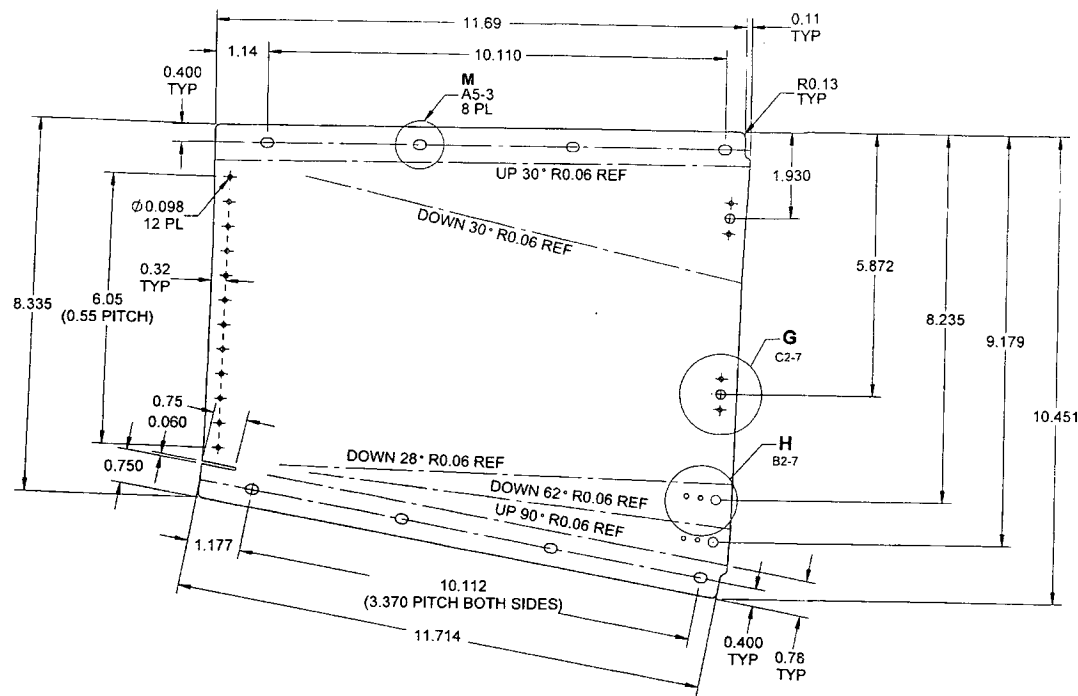 11.69
0.11
TYP
1.14
10.110
0.400
TYP
M
A5-3
8 PL
R0.13
TYP
UP 30° R0.06 REF
1.930
∅0.098
12 PL
DOWN 30° R0.06 REF
0.32
TYP
5.872
8.335
6.05
(0.55 PITCH)
8.235
9.179
G
C2-7
10.451
0.75
0.060
0.750
DOWN 28° R0.06 REF
H
B2-7
DOWN 62° R0.06 REF
UP 90° R0.06 REF
1.177
10.112
(3.370 PITCH BOTH SIDES)
11.714
0.400
TYP
0.78
TYP